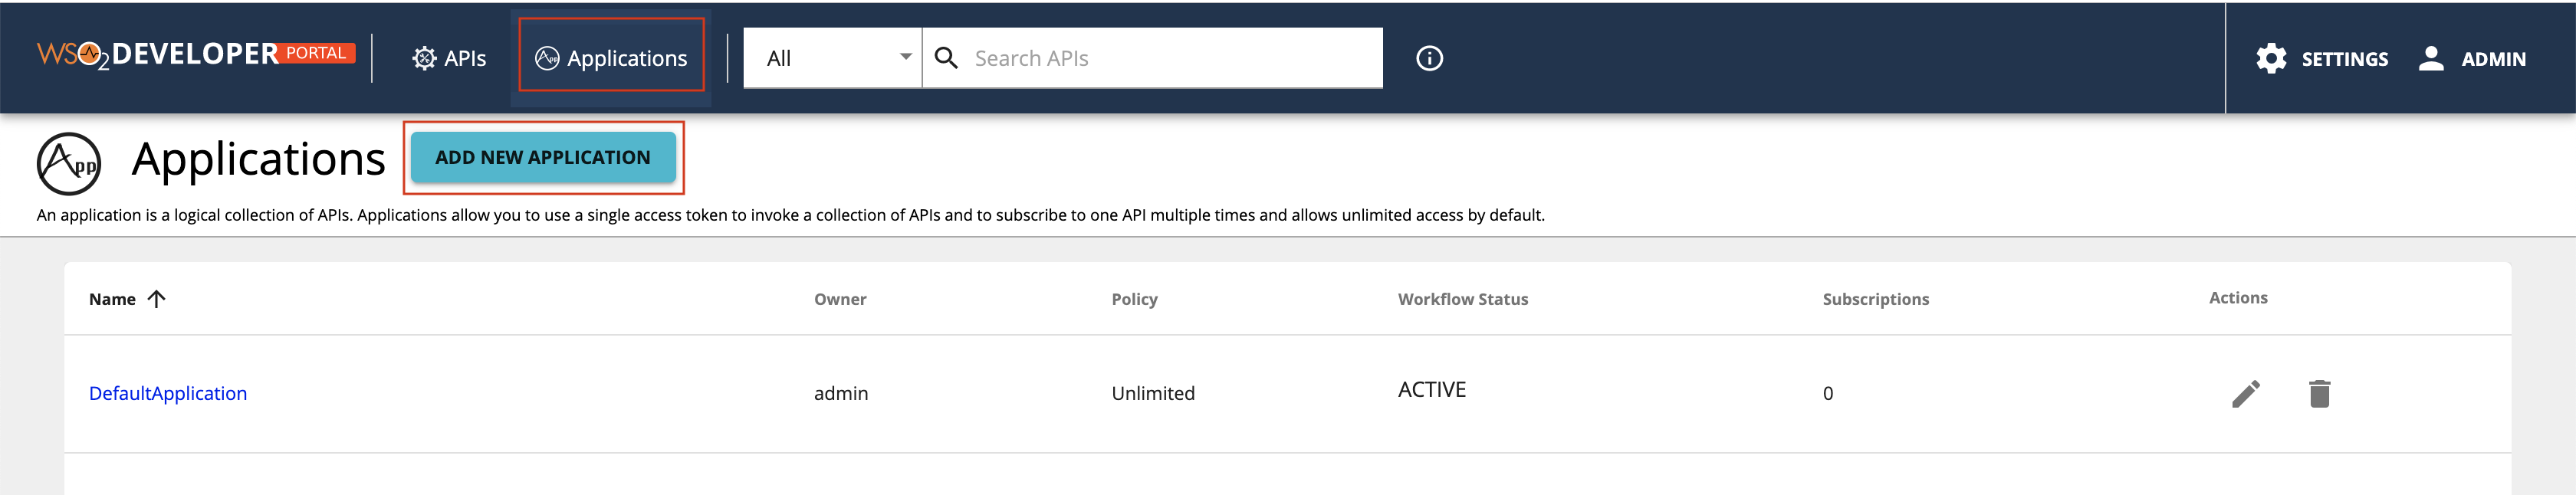 WSO2 DEVELOPER PORTAL APIs App Applications All Search APIs SETTINGS ADMIN
App Applications ADD NEW APPLICATION
An application is a logical collection of APIs. Applications allow you to use a single access token to invoke a collection of APIs and to subscribe to one API multiple times and allows unlimited access by default.
Name Owner Policy Workflow Status Subscriptions Actions
DefaultApplication admin Unlimited ACTIVE 0